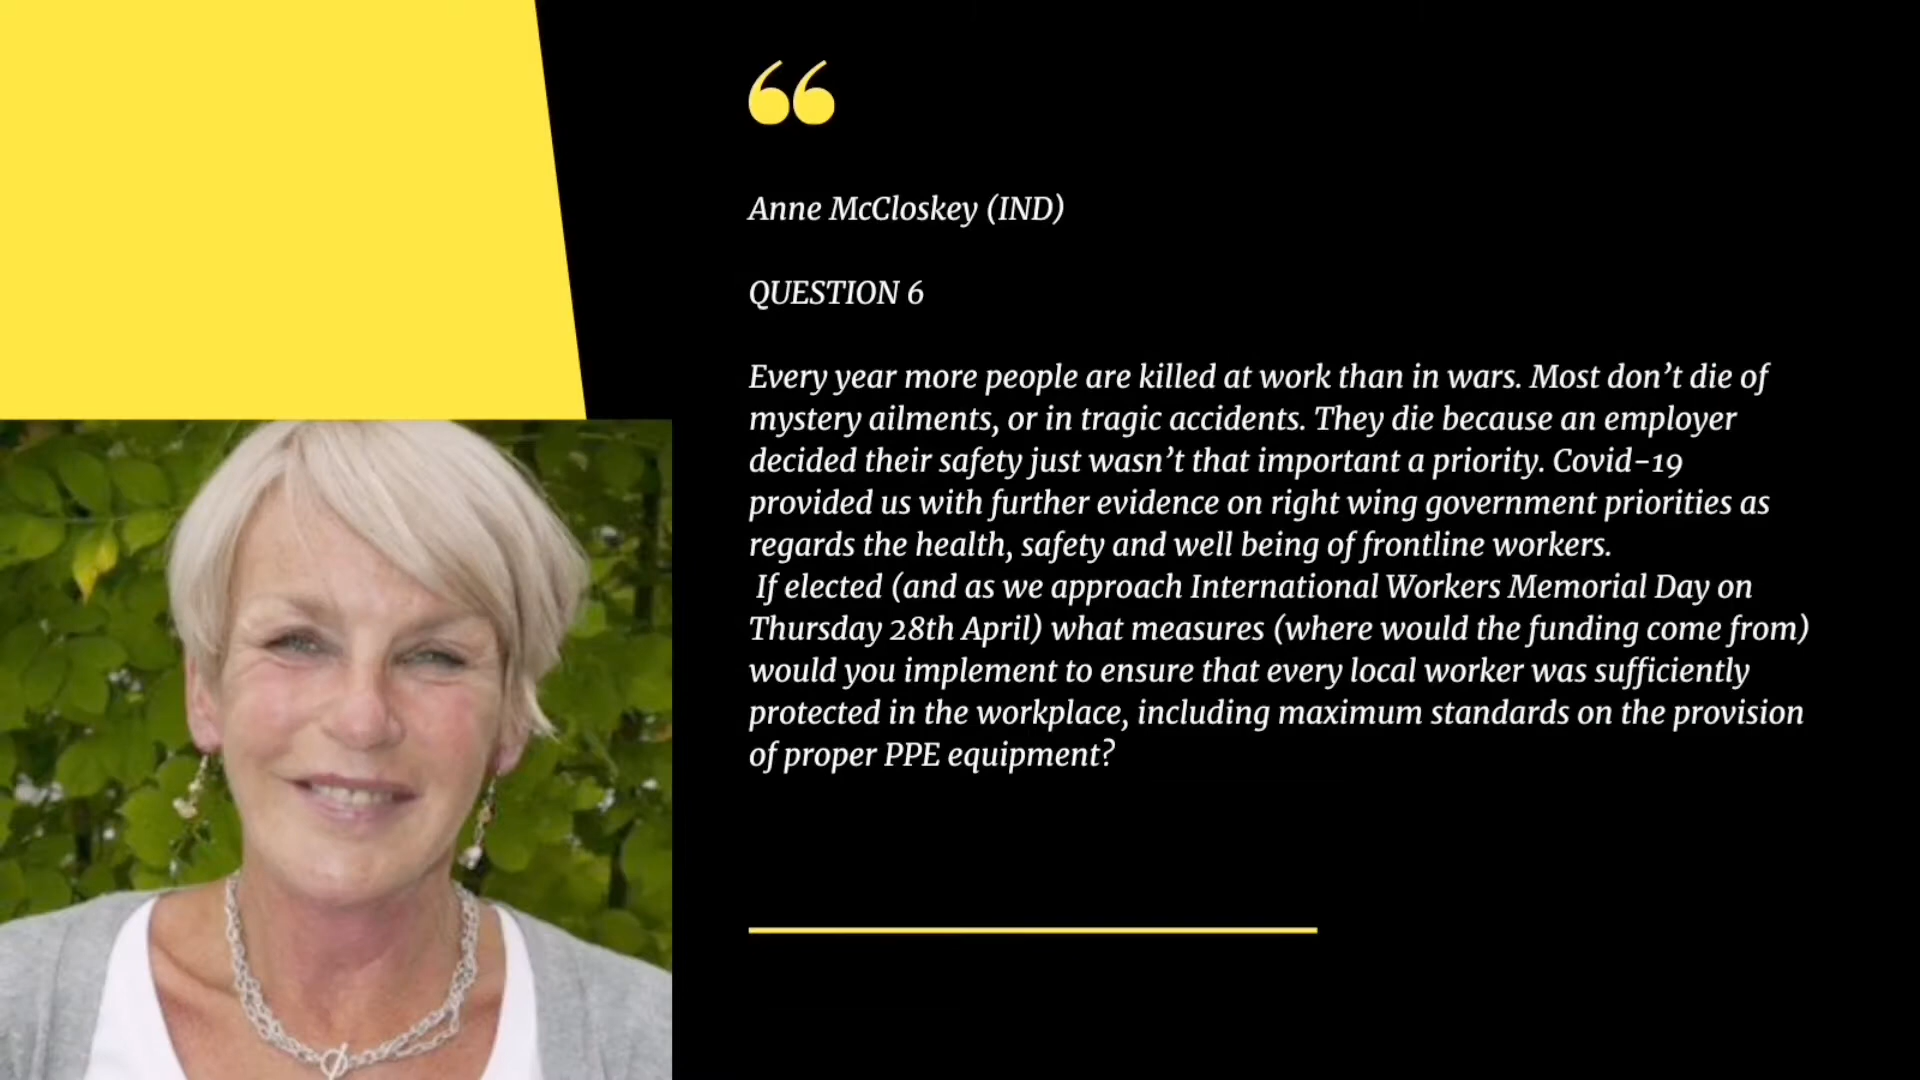 “
Anne McCloskey (IND)
QUESTION 6
Every year more people are killed at work than in wars. Most don’t die of
mystery ailments, or in tragic accidents. They die because an employer
decided their safety just wasn’t that important a priority. Covid-19
provided us with further evidence on right wing government priorities as
regards the health, safety and well being of frontline workers.
If elected (and as we approach International Workers Memorial Day on
Thursday 28th April) what measures (where would the funding come from)
would you implement to ensure that every local worker was sufficiently
protected in the workplace, including maximum standards on the provision
of proper PPE equipment?